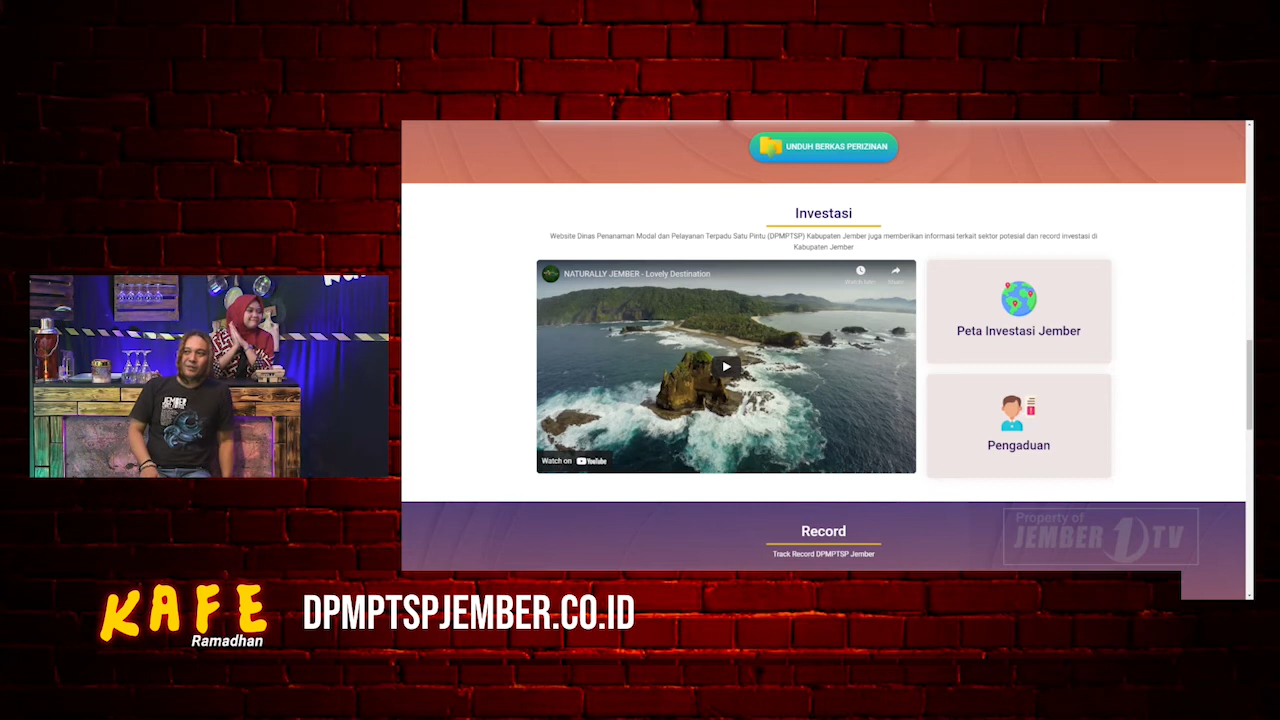 UNDUH BERKAS PERIZINAN
Investasi
Website Dinas Penanaman Modal dan Pelayanan Terpadu Satu Pintu (DPMPTSP) Kabupaten Jember juga memberikan informasi terkait sektor potesial dan record investasi di
Kabupaten Jember
NATURALLY JEMBER - Lovely Destination
Watch on YouTube
Peta Investasi Jember
Pengaduan
Record
Track Record DPMPTSP Jember
Property of
JEMBER 1 TV
JEMBER
KAFE
Ramadhan
DPMPTSPJEMBER.CO.ID